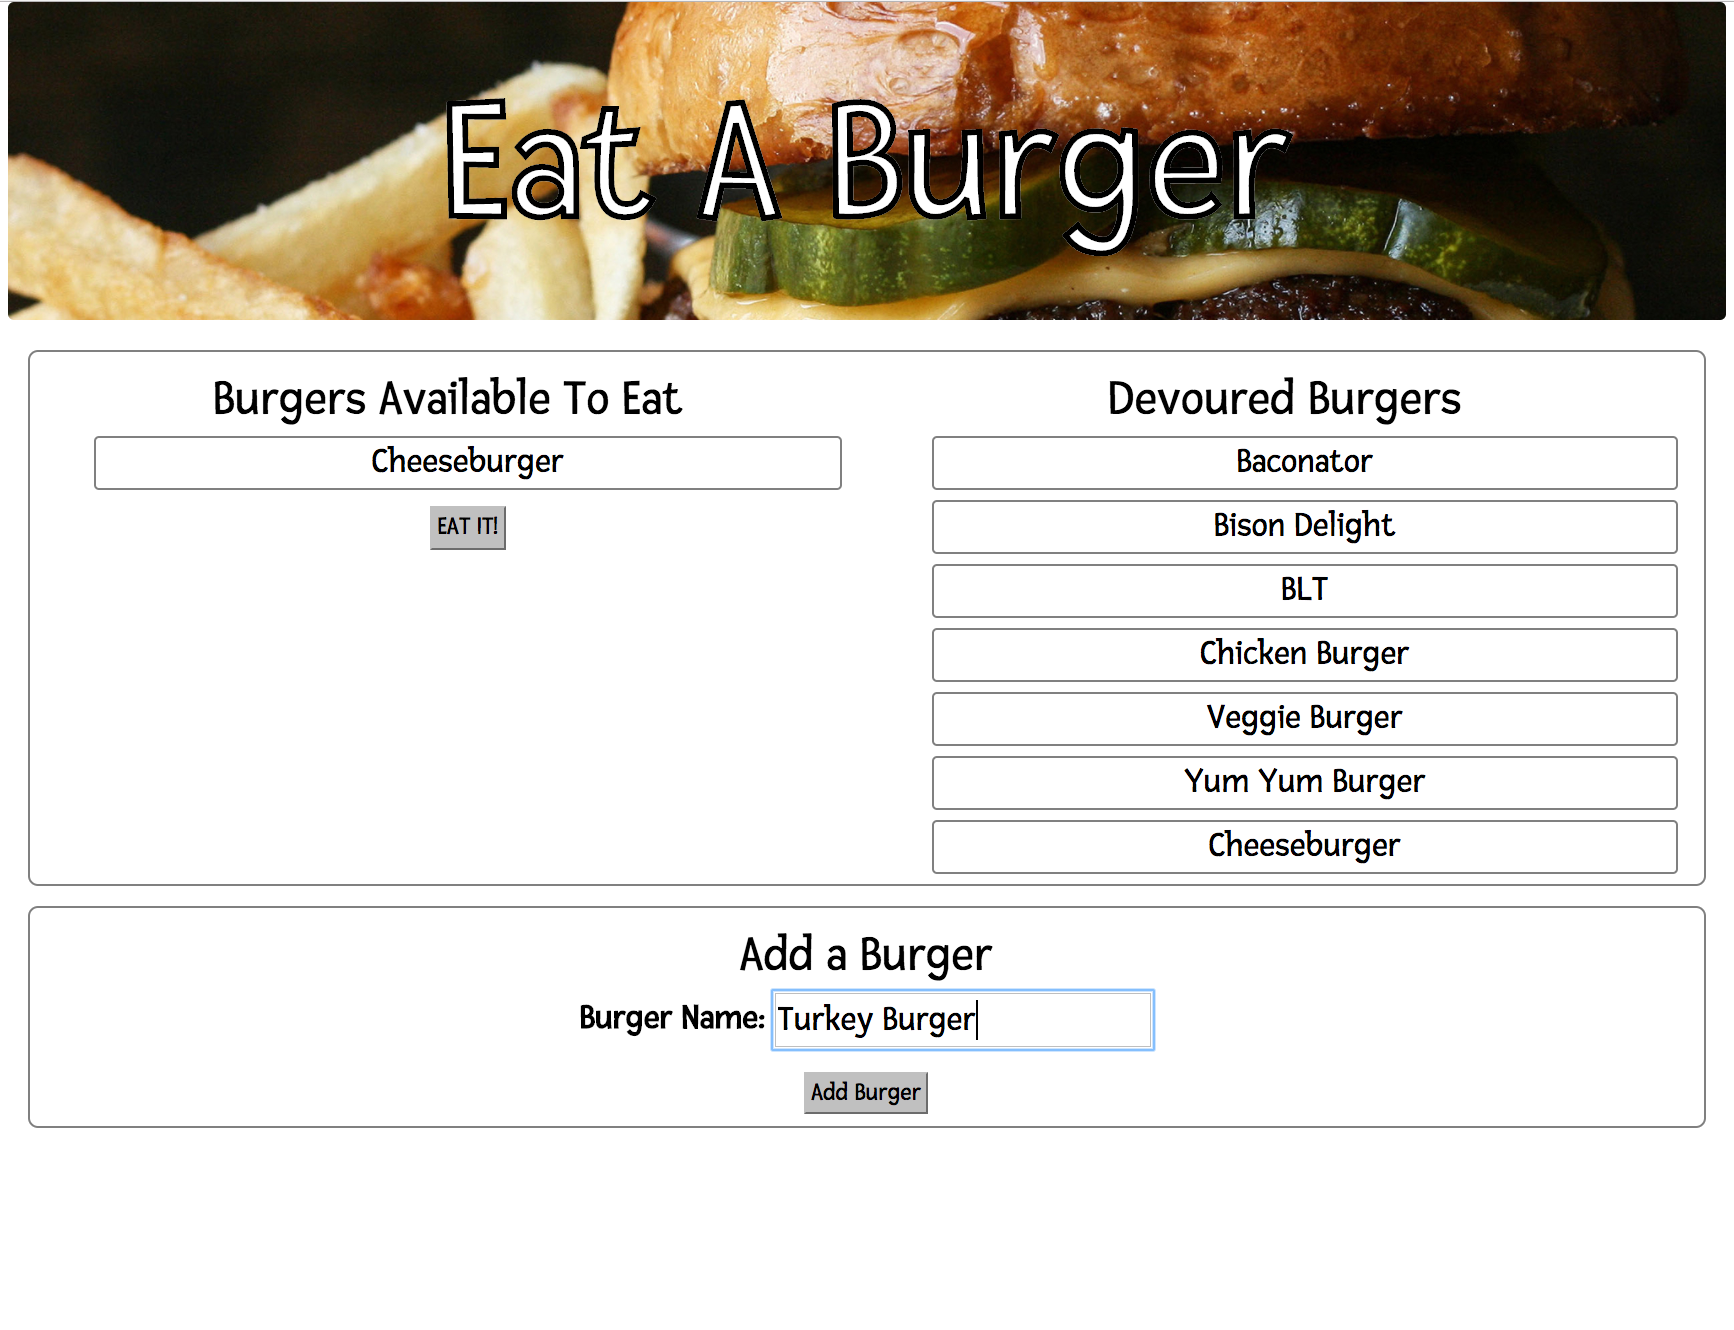 Eat A Burger
Burgers Available To Eat
Cheeseburger
EAT IT!
Devoured Burgers
Baconator
Bison Delight
BLT
Chicken Burger
Veggie Burger
Yum Yum Burger
Cheeseburger
Add a Burger
Burger Name: Turkey Burger
Add Burger